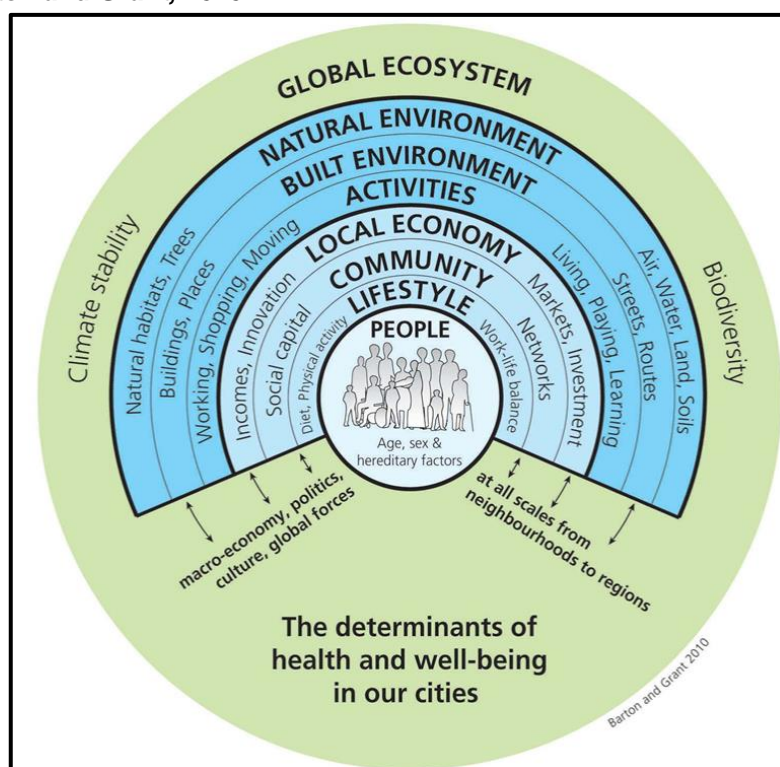 GLOBAL ECOSYSTEM
NATURAL ENVIRONMENT
BUILT ENVIRONMENT
ACTIVITIES
LOCAL ECONOMY
COMMUNITY
LIFESTYLE
PEOPLE
Age, sex &
hereditary factors
Climate stability
Natural habitats, Trees
Buildings, Places
Working, Shopping, Moving
Incomes, Innovation
Social capital
Diet, Physical activity
Work-life balance
Networks
Markets, Investment
Living, Playing, Learning
Streets, Routes
Air, Water, Land, Soils
Biodiversity
macro-economy, politics,
culture, global forces
at all scales from
neighbourhoods to regions
The determinants of
health and well-being
in our cities
Barton and Grant 2010